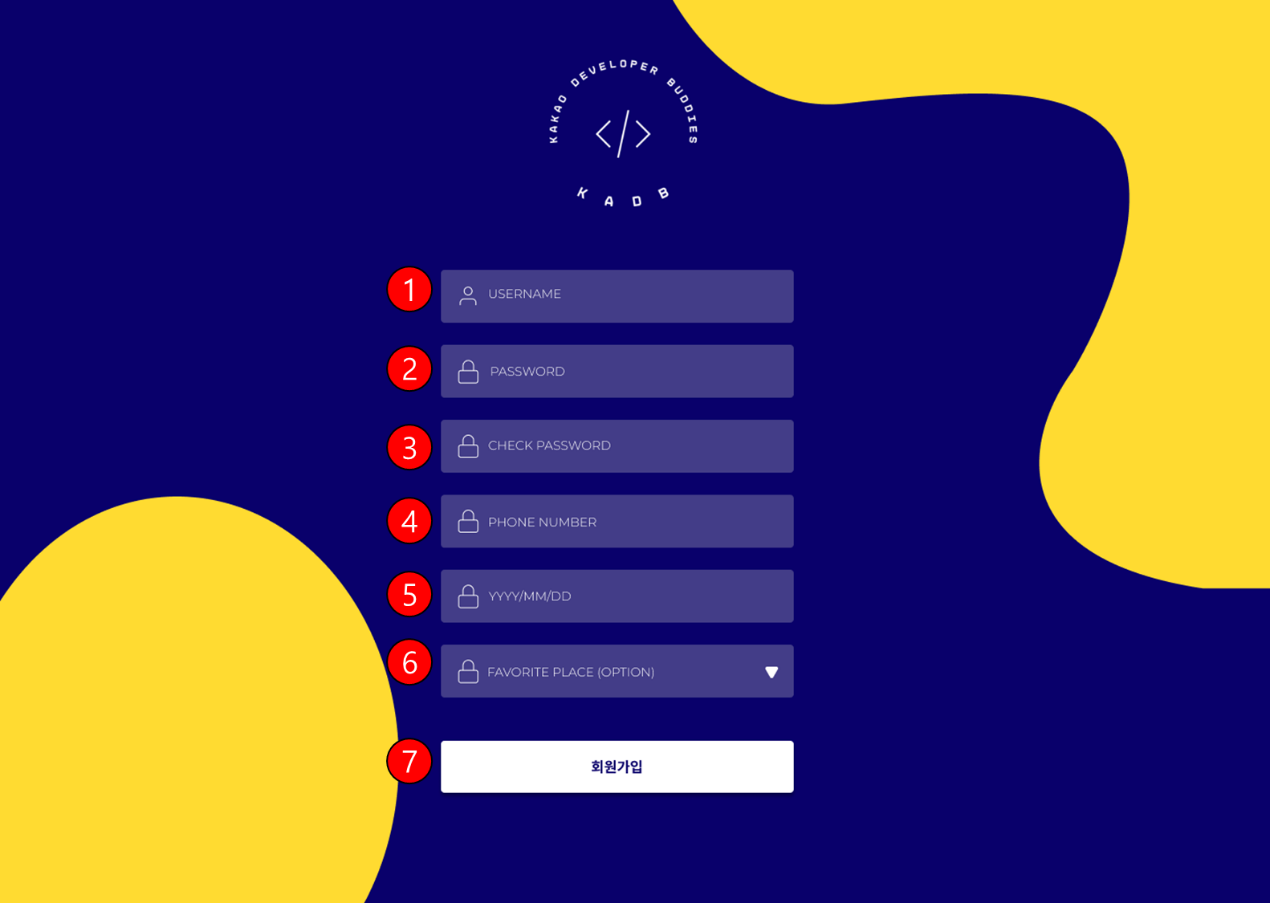 KAKAO DEVELOPER BUDDIES
</>
KADB
1
USERNAME
2
PASSWORD
3
CHECK PASSWORD
4
PHONE NUMBER
5
YYYY/MM/DD
6
FAVORITE PLACE (OPTION)
7
회원가입